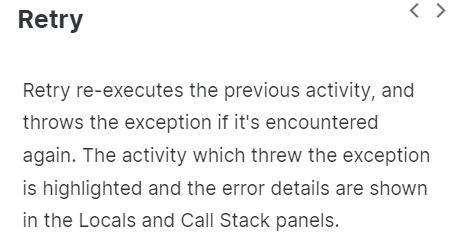 Retry
Retry re-executes the previous activity, and
throws the exception if it's encountered
again. The activity which threw the exception
is highlighted and the error details are shown
in the Locals and Call Stack panels.